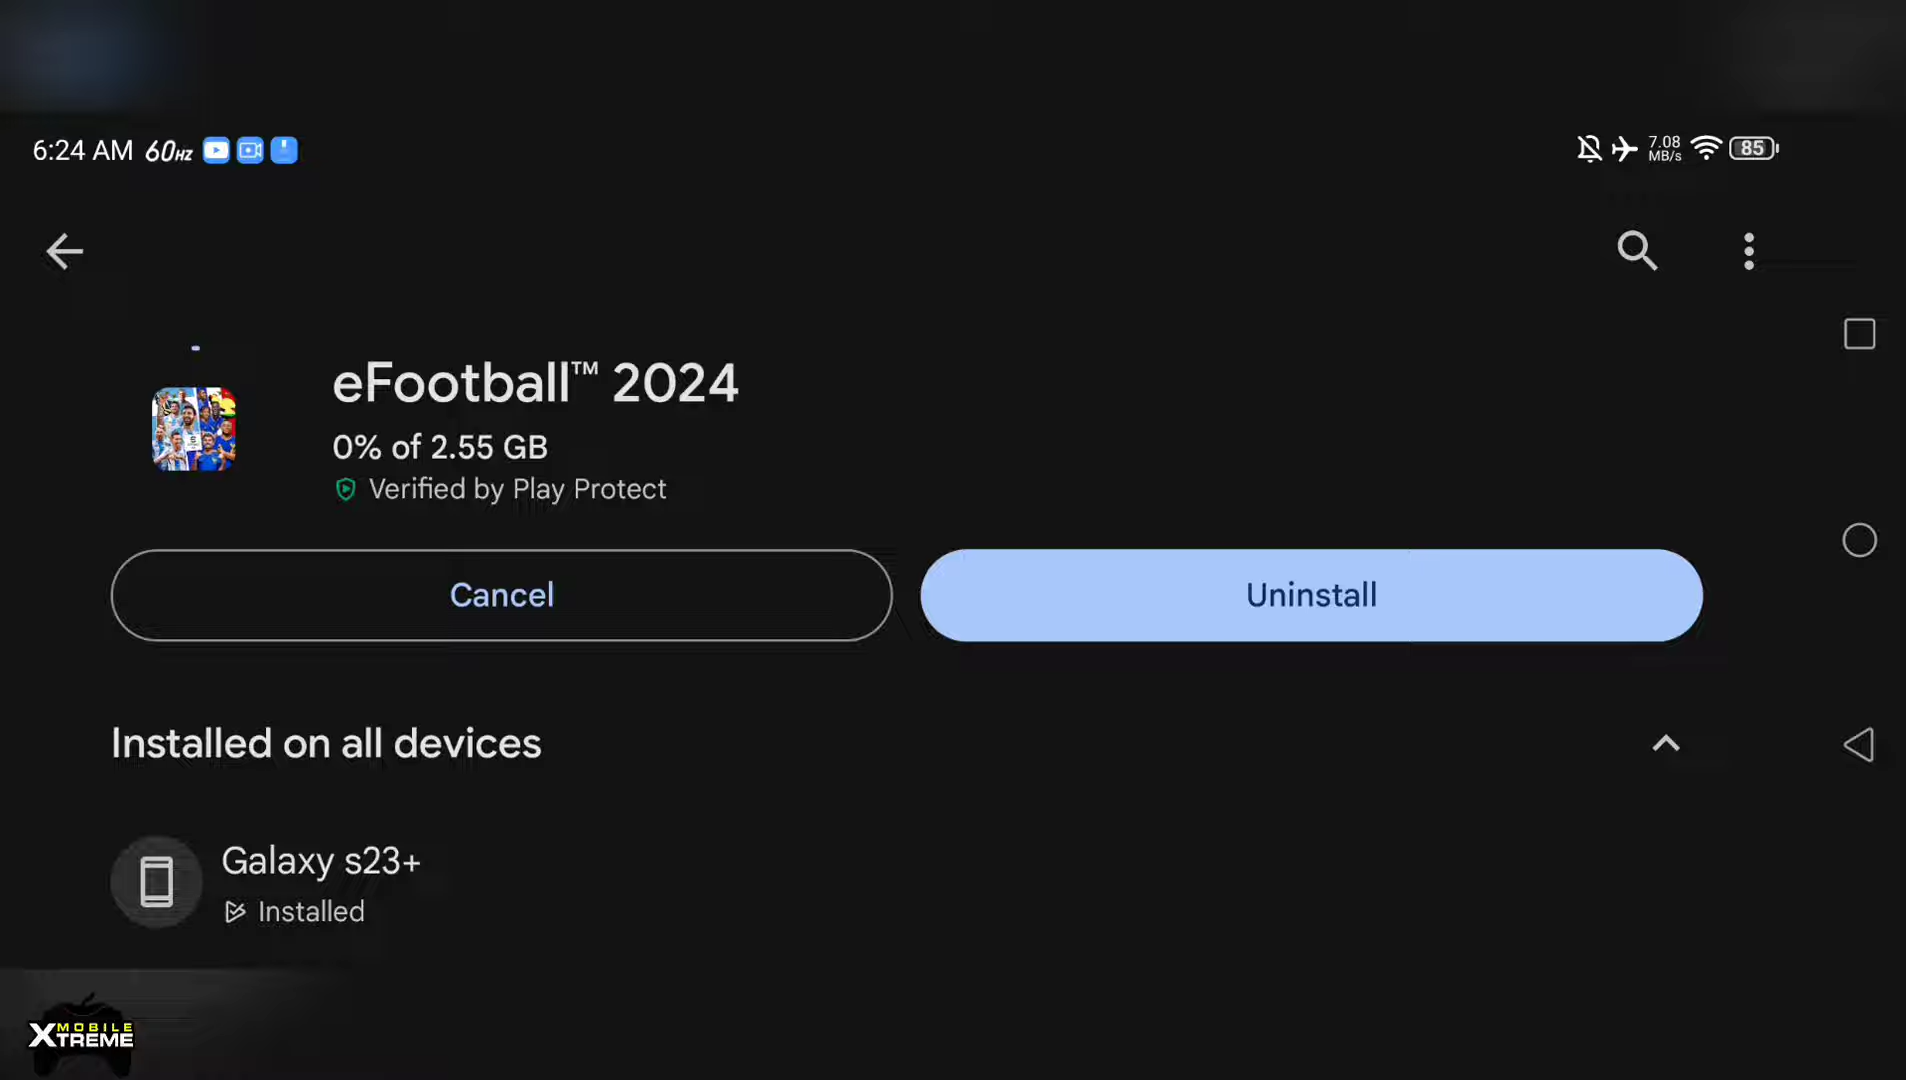 6:24 AM 60HZ
7.08 MB/s 85
eFootball™ 2024
0% of 2.55 GB
Verified by Play Protect
Cancel
Uninstall
Installed on all devices
Galaxy s23+
Installed
MOBILE
XTREME